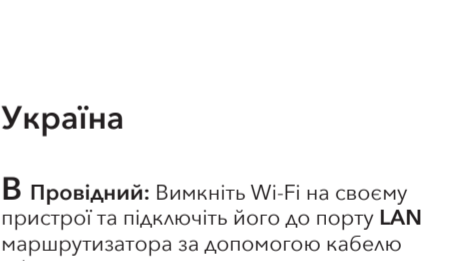 Україна
В Провідний: Вимкніть Wi-Fi на своєму
пристрої та підключіть його до порту LAN
маршрутизатора за допомогою кабелю